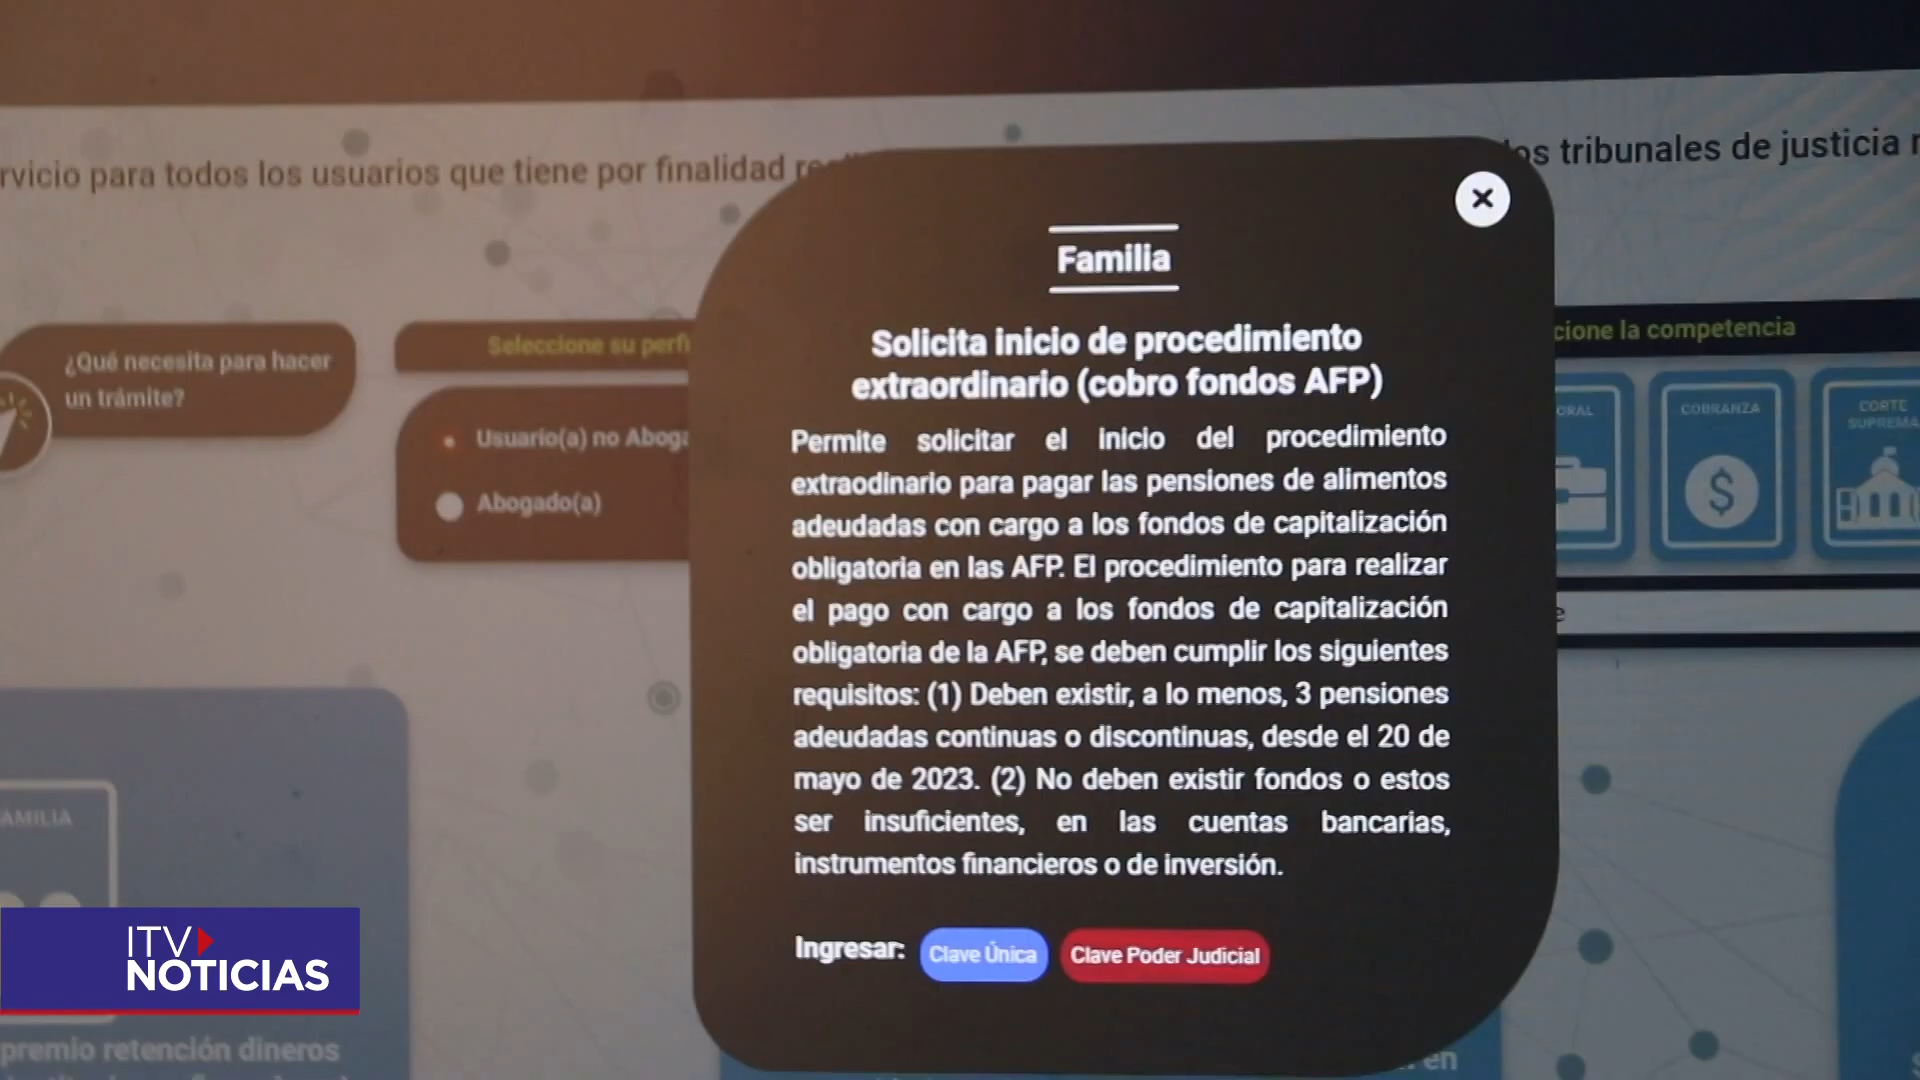 rvicio para todos los usuarios que tiene por finalidad
os tribunales de justicia
¿Qué necesita para hacer
un trámite?
Seleccione su perfi
Usuario(a) no Aboga
Abogado(a)
cione la competencia
ORAL
COBRANZA
CORTE
SUPREMA
Familia
Solicita inicio de procedimiento
extraordinario (cobro fondos AFP)
Permite solicitar el inicio del procedimiento
extraodinario para pagar las pensiones de alimentos
adeudadas con cargo a los fondos de capitalización
obligatoria en las AFP. El procedimiento para realizar
el pago con cargo a los fondos de capitalización
obligatoria de la AFP, se deben cumplir los siguientes
requisitos: (1) Deben existir, a lo menos, 3 pensiones
adeudadas continuas o discontinuas, desde el 20 de
mayo de 2023. (2) No deben existir fondos o estos
ser insuficientes, en las cuentas bancarias,
instrumentos financieros o de inversión.
Ingresar: Clave Única Clave Poder Judicial
AMILIA
ITV
NOTICIAS
premio retención dineros
en